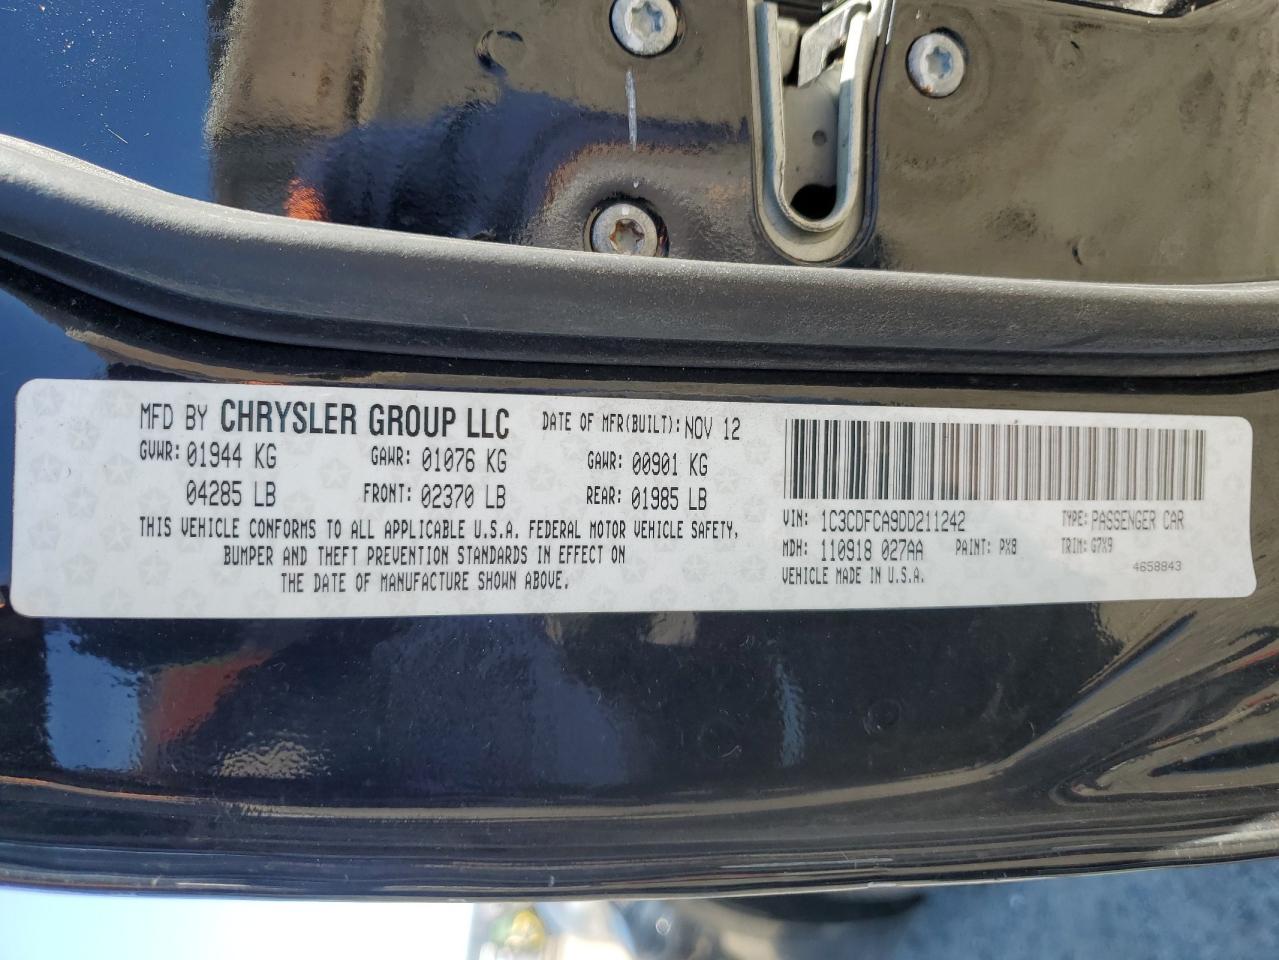 MFD BY CHRYSLER GROUP LLC DATE OF MFR(BUILT): NOV 12
GVWR: 01944 KG GAWR: 01076 KG GAWR: 00901 KG
04285 LB FRONT: 02370 LB REAR: 01985 LB
THIS VEHICLE CONFORMS TO ALL APPLICABLE U.S.A. FEDERAL MOTOR VEHICLE SAFETY,
BUMPER AND THEFT PREVENTION STANDARDS IN EFFECT ON
THE DATE OF MANUFACTURE SHOWN ABOVE.
VIN: 1C3CDFCA9DD211242 TYPE: PASSENGER CAR
MDH: 110918 027AA PAINT: PX8 TRIM: G7X9
VEHICLE MADE IN U.S.A. 4658843